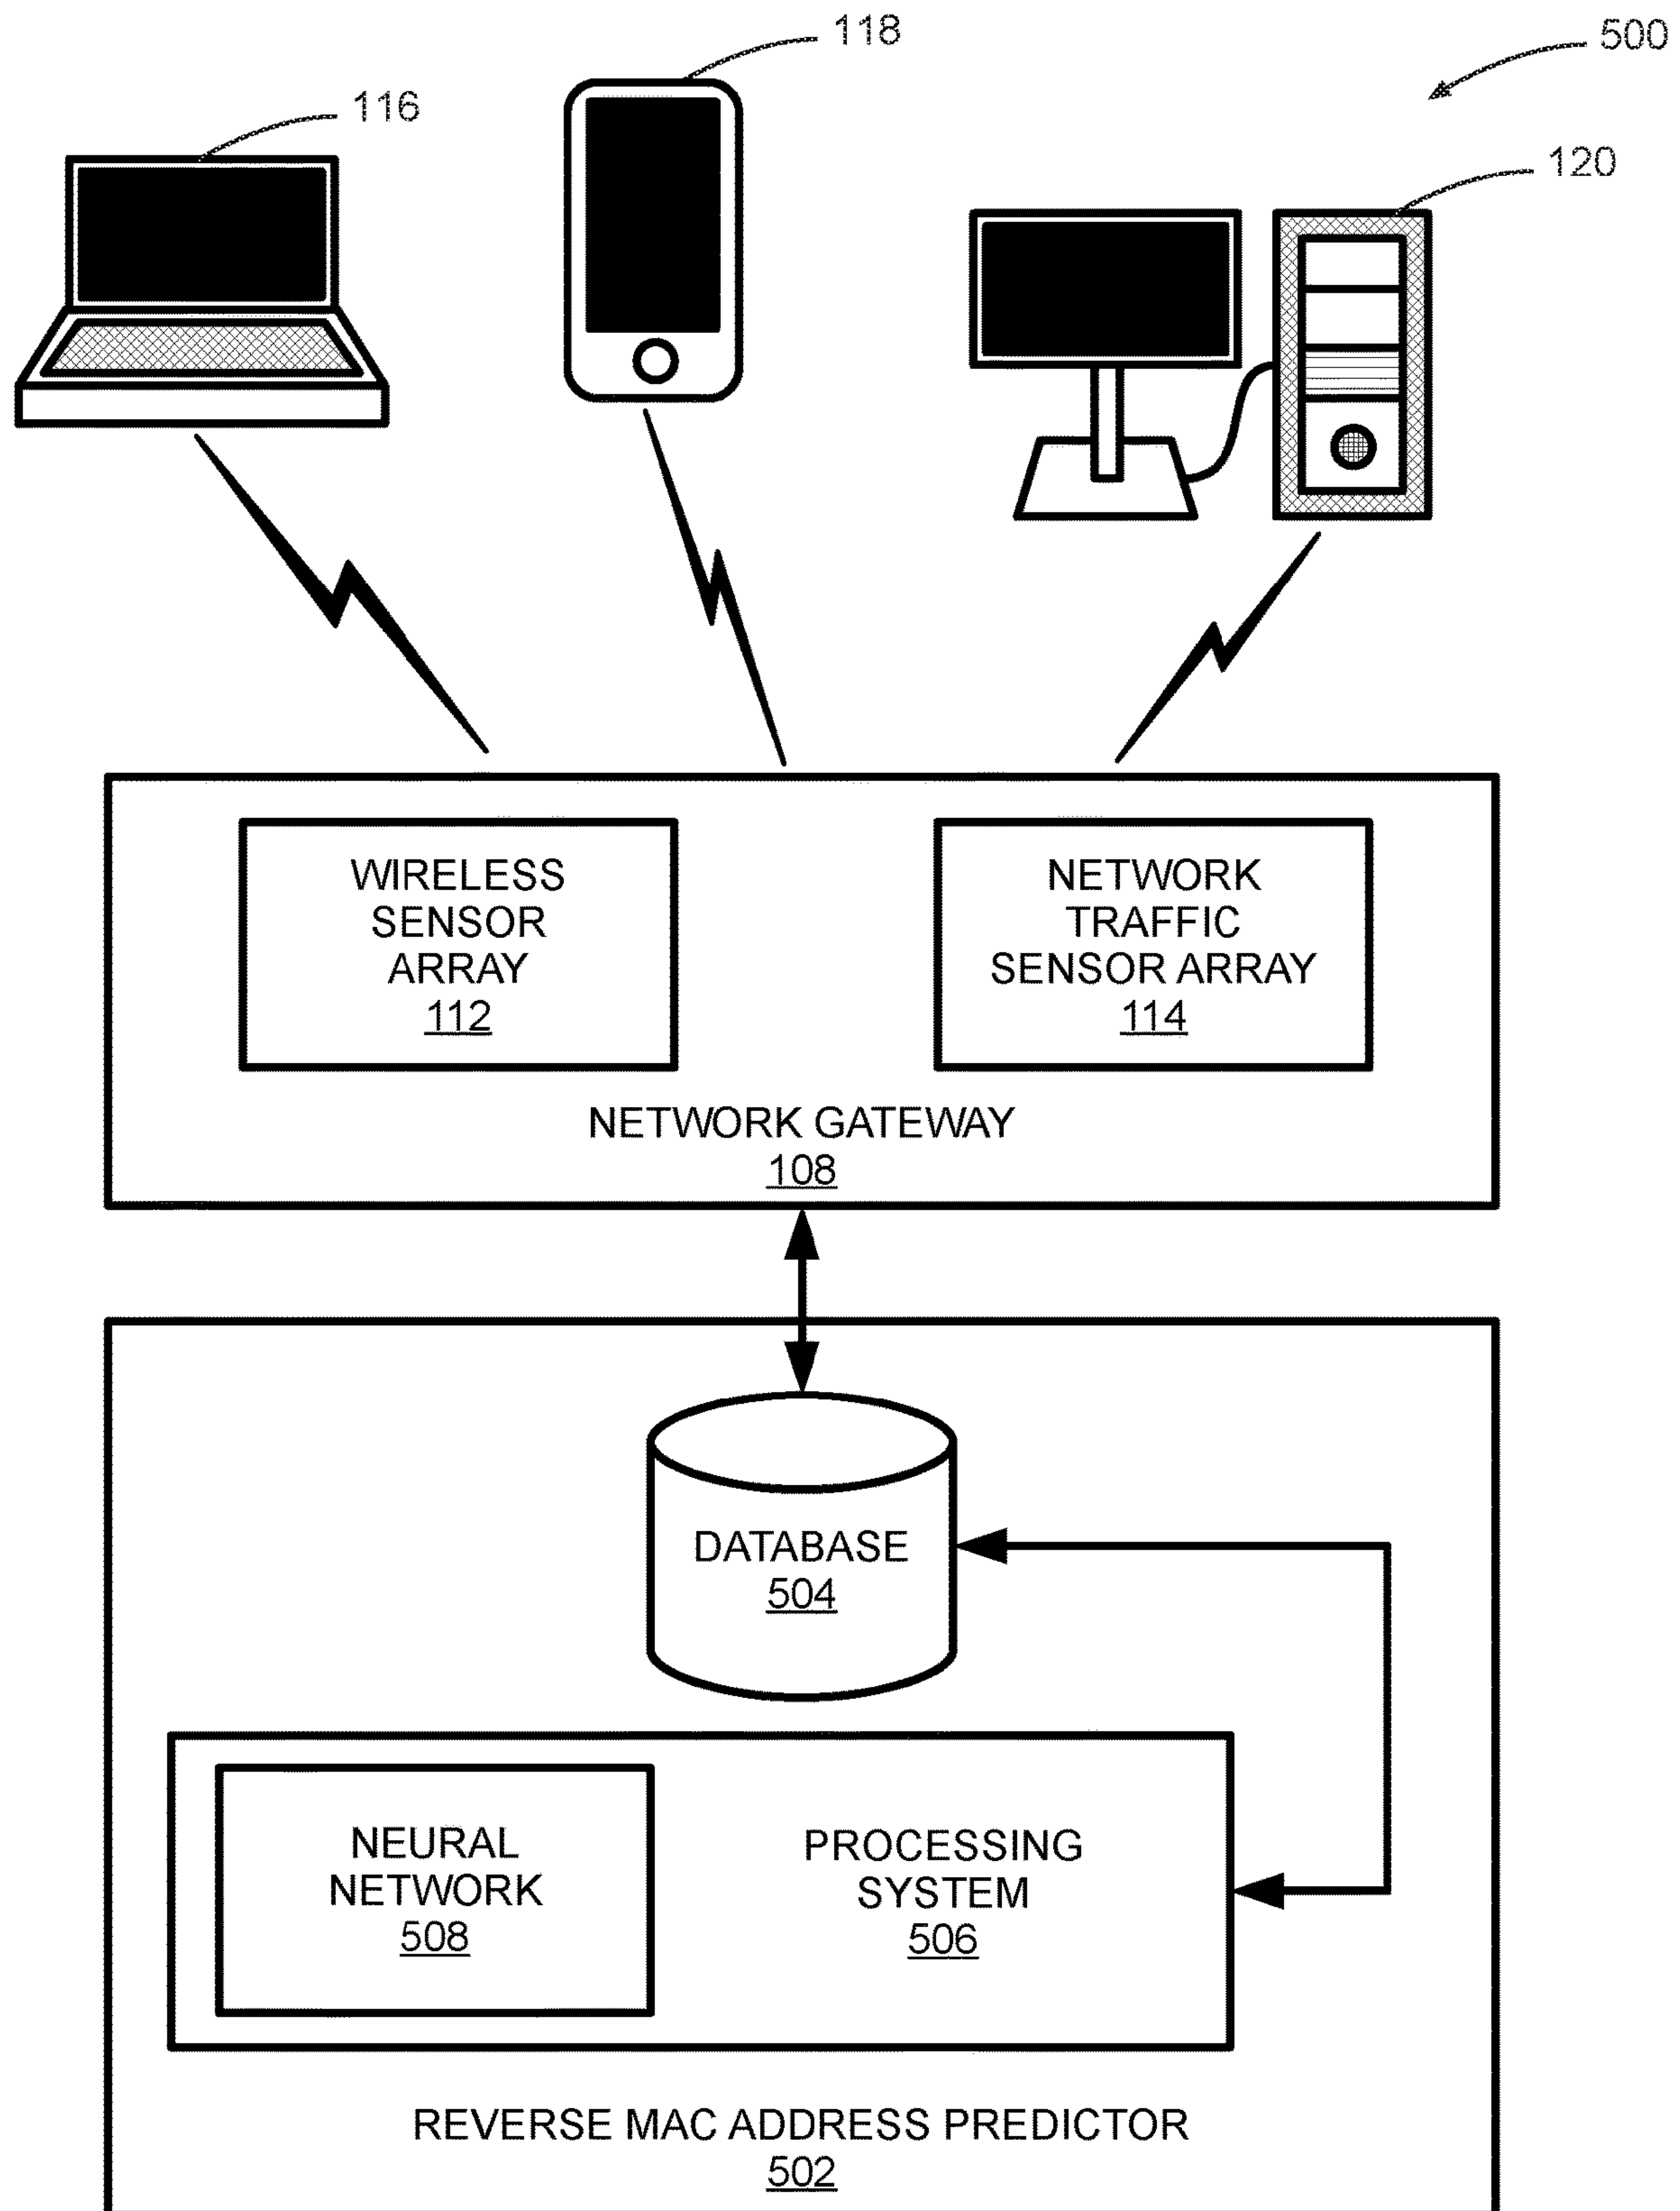 118
500
116
120
WIRELESS
SENSOR
ARRAY
112
NETWORK
TRAFFIC
SENSOR ARRAY
114
NETWORK GATEWAY
108
DATABASE
504
NEURAL
NETWORK
508
PROCESSING
SYSTEM
506
REVERSE MAC ADDRESS PREDICTOR
502